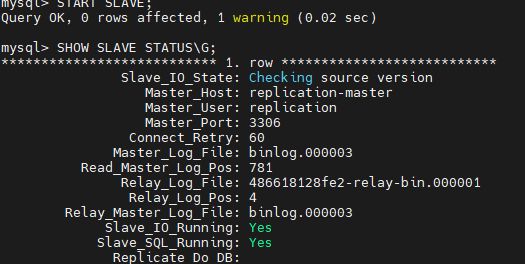 mysql> START SLAVE;
Query OK, 0 rows affected, 1 warning (0.02 sec)
mysql> SHOW SLAVE STATUS\G;
*************************** 1. row ***************************
Slave_IO_State: Checking source version
Master_Host: replication-master
Master_User: replication
Master_Port: 3306
Connect_Retry: 60
Master_Log_File: binlog.000003
Read_Master_Log_Pos: 781
Relay_Log_File: 486618128fe2-relay-bin.000001
Relay_Log_Pos: 4
Relay_Master_Log_File: binlog.000003
Slave_IO_Running: Yes
Slave_SQL_Running: Yes
Replicate_Do_DB: